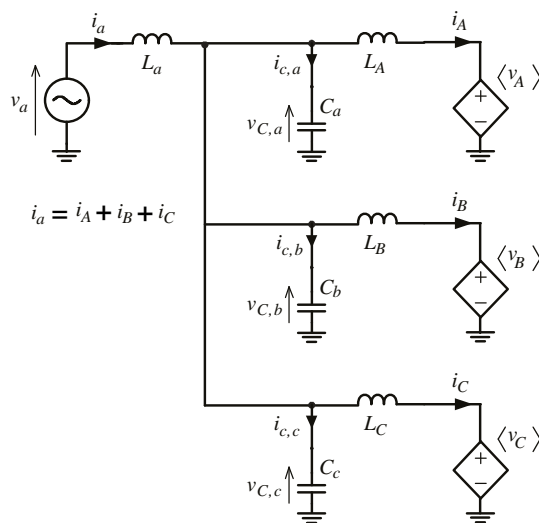 i_a
L_a
i_{c,a}
L_A
i_A
v_a
v_{C,a}
C_a
+
−
⟨v_A⟩
i_a = i_A + i_B + i_C
i_{c,b}
L_B
i_B
v_{C,b}
C_b
+
−
⟨v_B⟩
i_{c,c}
L_C
i_C
v_{C,c}
C_c
+
−
⟨v_C⟩